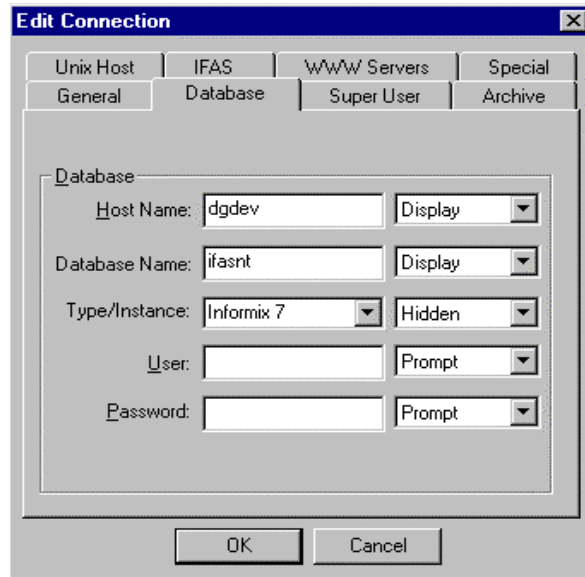 Edit Connection
Unix Host IFAS WWW Servers Special
General Database Super User Archive
Database
Host Name: dgdev Display
Database Name: ifasnt Display
Type/Instance: Informix 7 Hidden
User: Prompt
Password: Prompt
OK Cancel